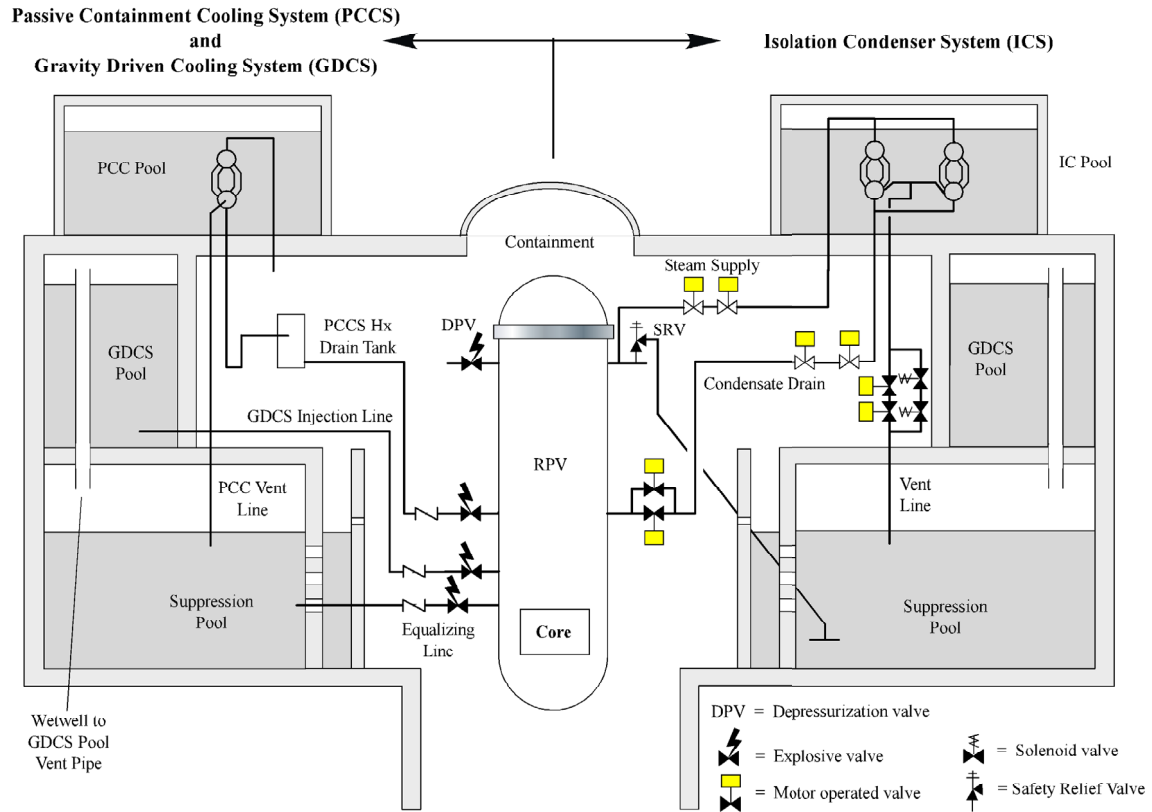 Passive Containment Cooling System (PCCS)
and
Gravity Driven Cooling System (GDCS)
Isolation Condenser System (ICS)
PCC Pool
IC Pool
Containment
Steam Supply
DPV
SRV
PCCS Hx
Drain Tank
GDCS
Pool
GDCS
Pool
Condensate Drain
GDCS Injection Line
RPV
PCC Vent
Line
Vent
Line
Suppression
Pool
Suppression
Pool
Equalizing
Line
Core
Wetwell to
GDCS Pool
Vent Pipe
DPV = Depressurization valve
= Explosive valve
= Solenoid valve
= Motor operated valve
= Safety Relief Valve